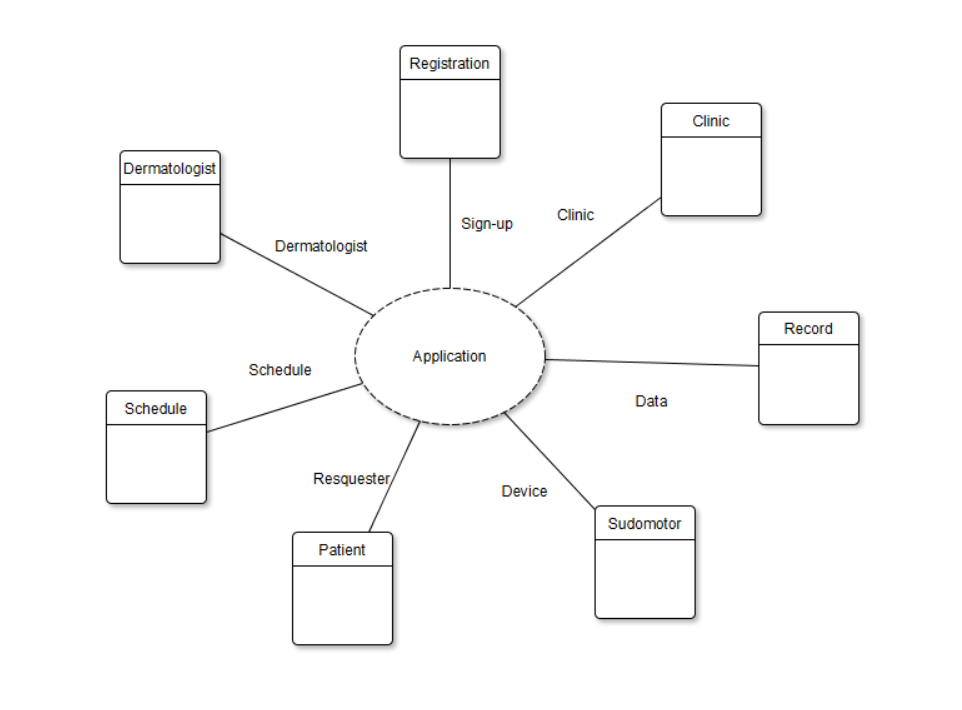 Registration
Clinic
Dermatologist
Clinic
Sign-up
Dermatologist
Record
Application
Schedule
Data
Schedule
Resquester
Device
Sudomotor
Patient